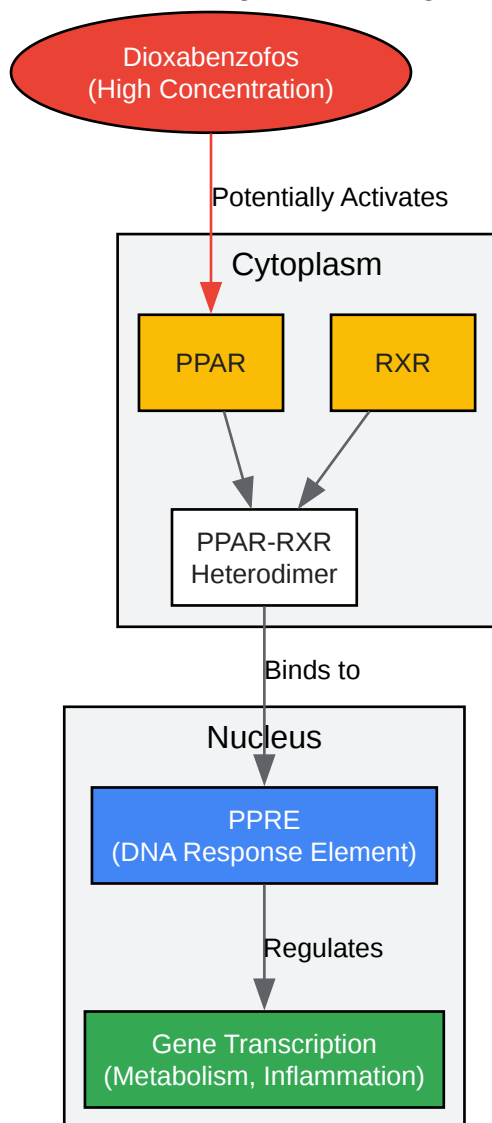 Dioxabenzofos
(High Concentration)
Potentially Activates
Cytoplasm
PPAR
RXR
PPAR-RXR
Heterodimer
Binds to
Nucleus
PPRE
(DNA Response Element)
Regulates
Gene Transcription
(Metabolism, Inflammation)